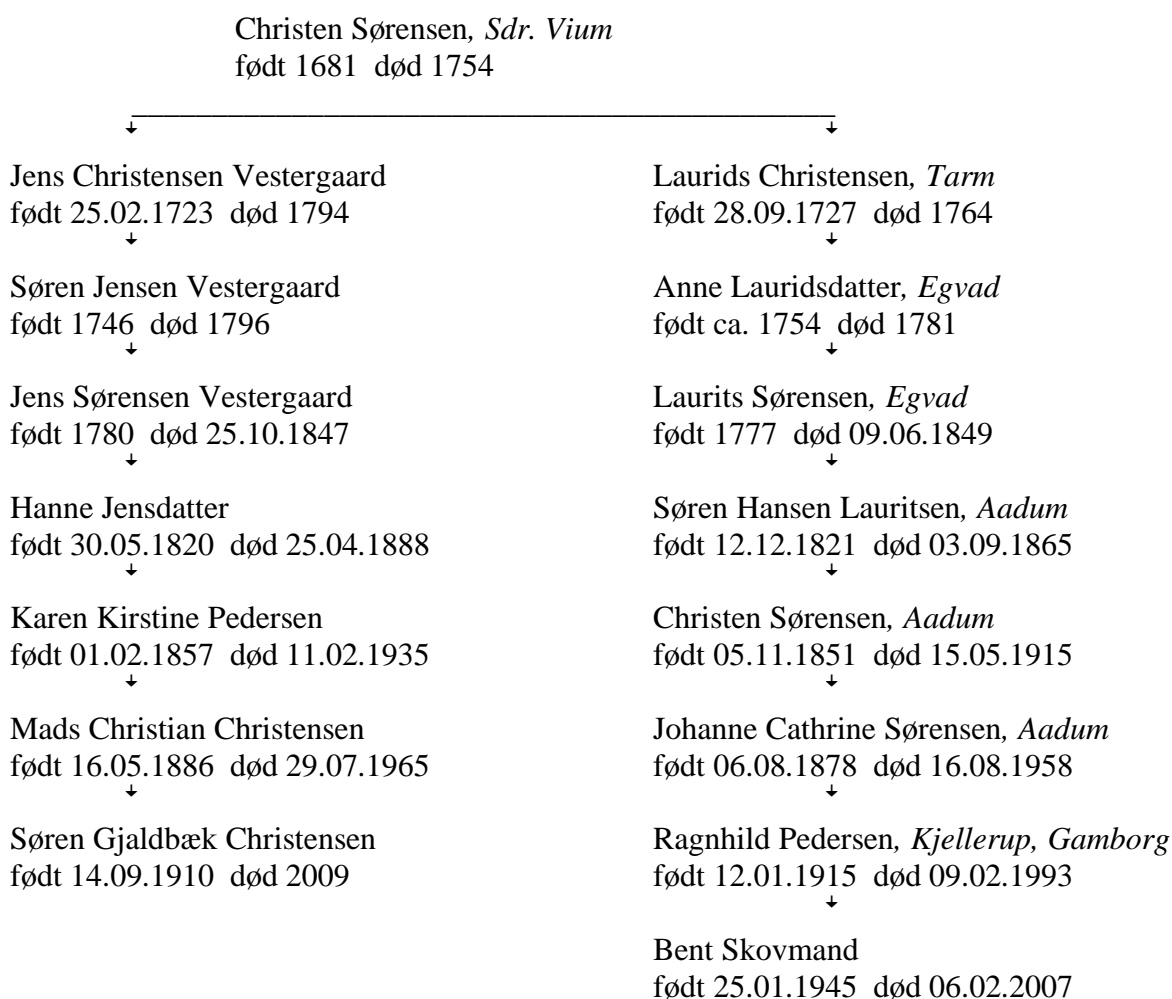 Christen Sørensen, Sdr. Vium
født 1681 død 1754
Jens Christensen Vestergaard
født 25.02.1723 død 1794
Laurids Christensen, Tarm
født 28.09.1727 død 1764
Søren Jensen Vestergaard
født 1746 død 1796
Anne Lauridsdatter, Egvad
født ca. 1754 død 1781
Jens Sørensen Vestergaard
født 1780 død 25.10.1847
Laurits Sørensen, Egvad
født 1777 død 09.06.1849
Hanne Jensdatter
født 30.05.1820 død 25.04.1888
Søren Hansen Lauritsen, Aadum
født 12.12.1821 død 03.09.1865
Karen Kirstine Pedersen
født 01.02.1857 død 11.02.1935
Christen Sørensen, Aadum
født 05.11.1851 død 15.05.1915
Mads Christian Christensen
født 16.05.1886 død 29.07.1965
Johanne Cathrine Sørensen, Aadum
født 06.08.1878 død 16.08.1958
Søren Gjaldbæk Christensen
født 14.09.1910 død 2009
Ragnhild Pedersen, Kjellerup, Gamborg
født 12.01.1915 død 09.02.1993
Bent Skovmand
født 25.01.1945 død 06.02.2007